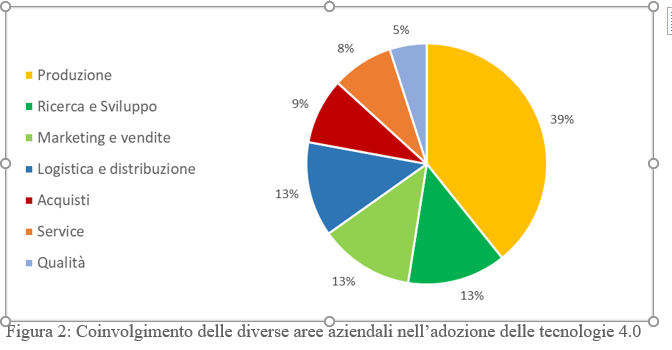 Produzione
Ricerca e Sviluppo
Marketing e vendite
Logistica e distribuzione
Acquisti
Service
Qualità
39%
13%
13%
13%
9%
8%
5%
Figura 2: Coinvolgimento delle diverse aree aziendali nell’adozione delle tecnologie 4.0